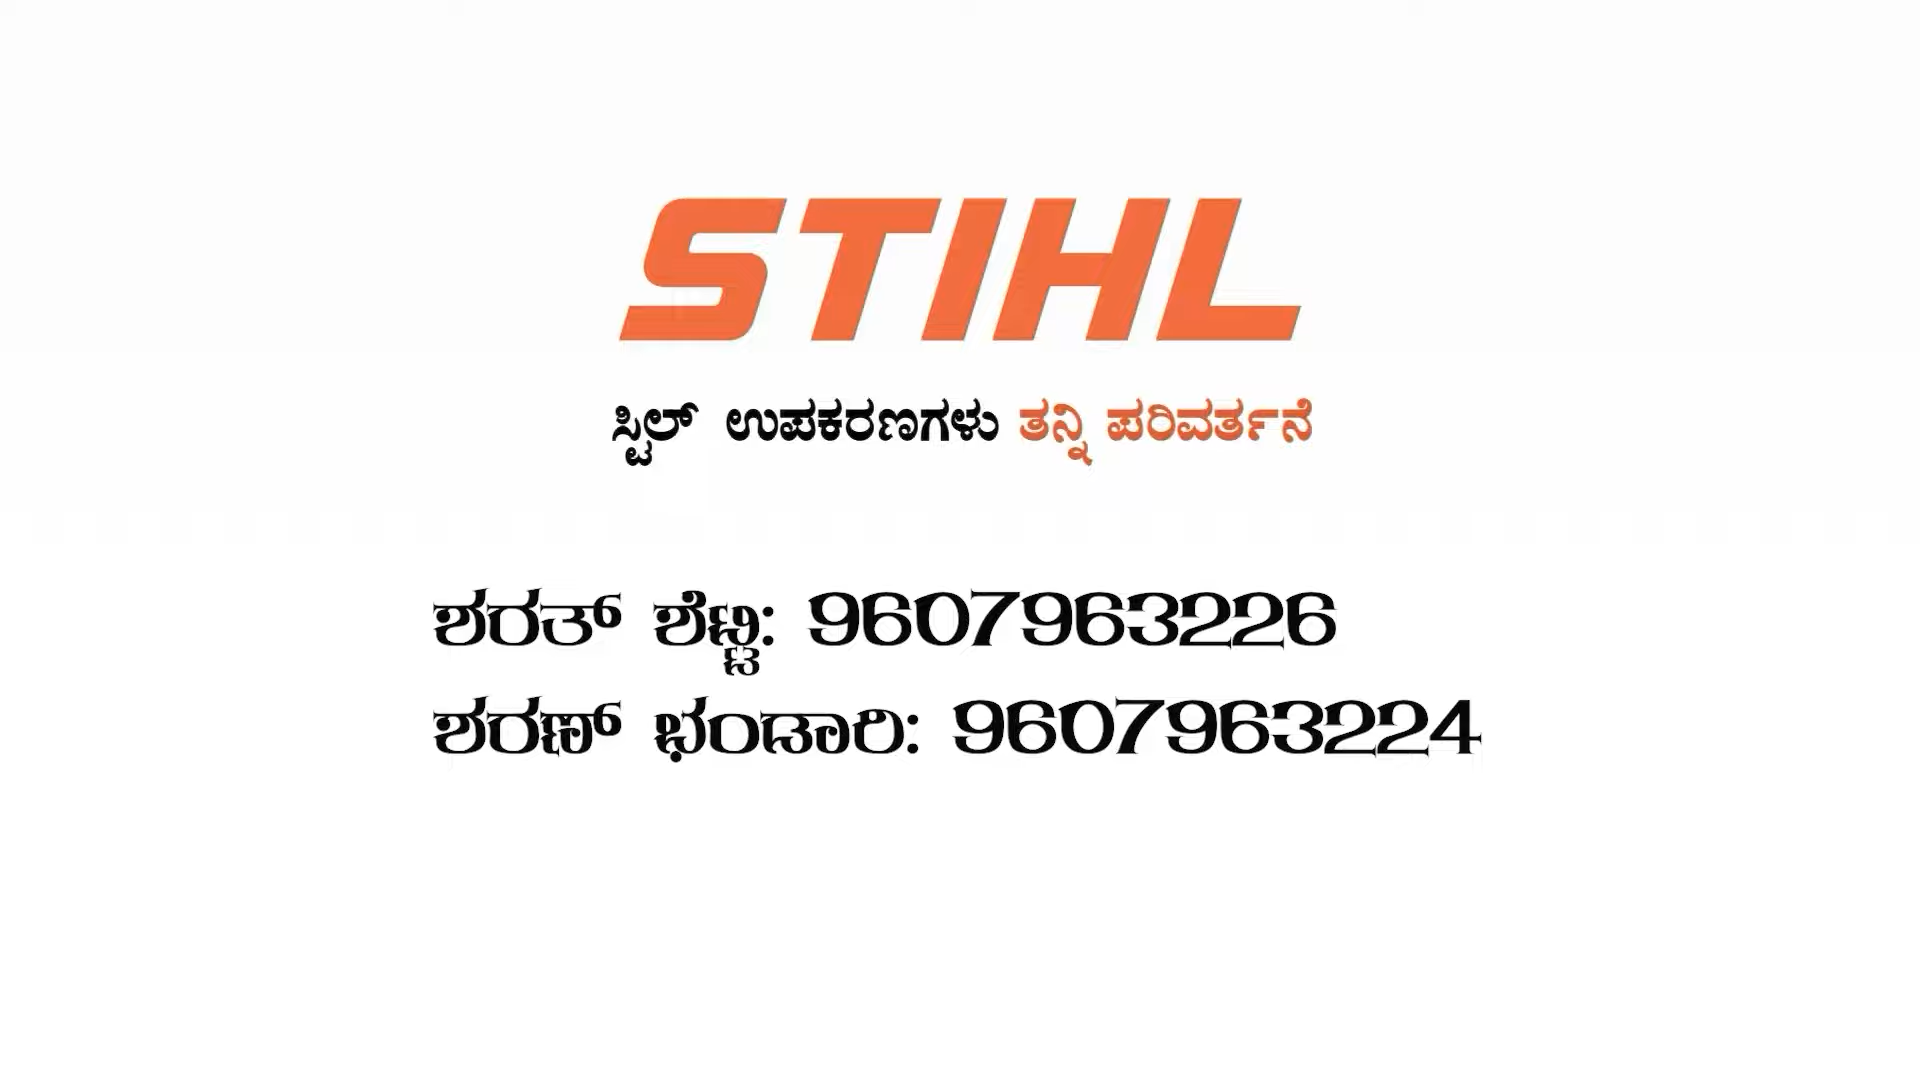 STIHL
ಸ್ಟಿಲ್ ಉಪಕರಣಗಳು ತನ್ನಿ ಪರಿವರ್ತನೆ
ಶರತ್ ಶೆಟ್ಟಿ: 9607963226
ಶರಣ್ ಭಂಡಾರಿ: 9607963224